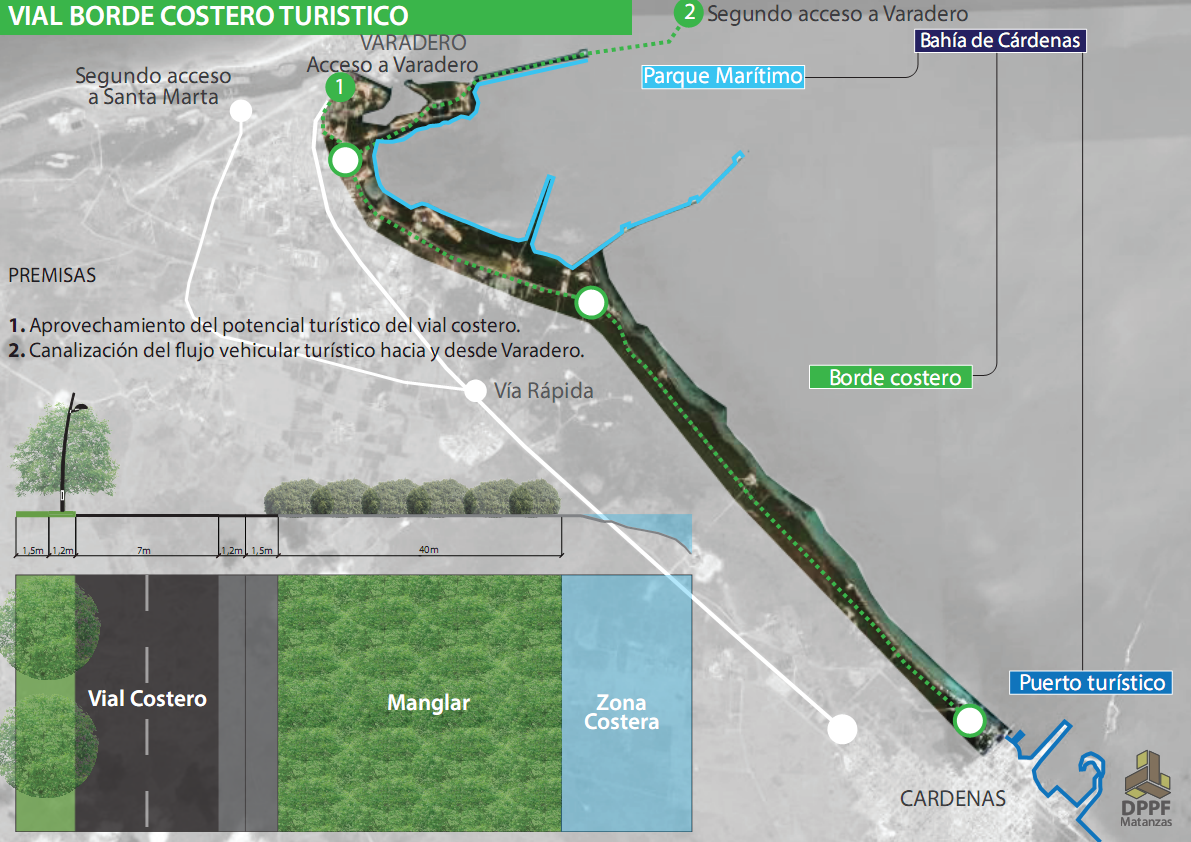 VIAL BORDE COSTERO TURISTICO
2 Segundo acceso a Varadero
VARADERO
Acceso a Varadero
1
Segundo acceso
a Santa Marta
Bahía de Cárdenas
Parque Marítimo
PREMISAS
1. Aprovechamiento del potencial turístico del vial costero.
2. Canalización del flujo vehicular turístico hacia y desde Varadero.
Vía Rápida
Borde costero
1,5m 1,2m 7m 1,2m 1,5m 40m
Vial Costero
Manglar
Zona
Costera
Puerto turístico
CARDENAS
DPPF
Matanzas